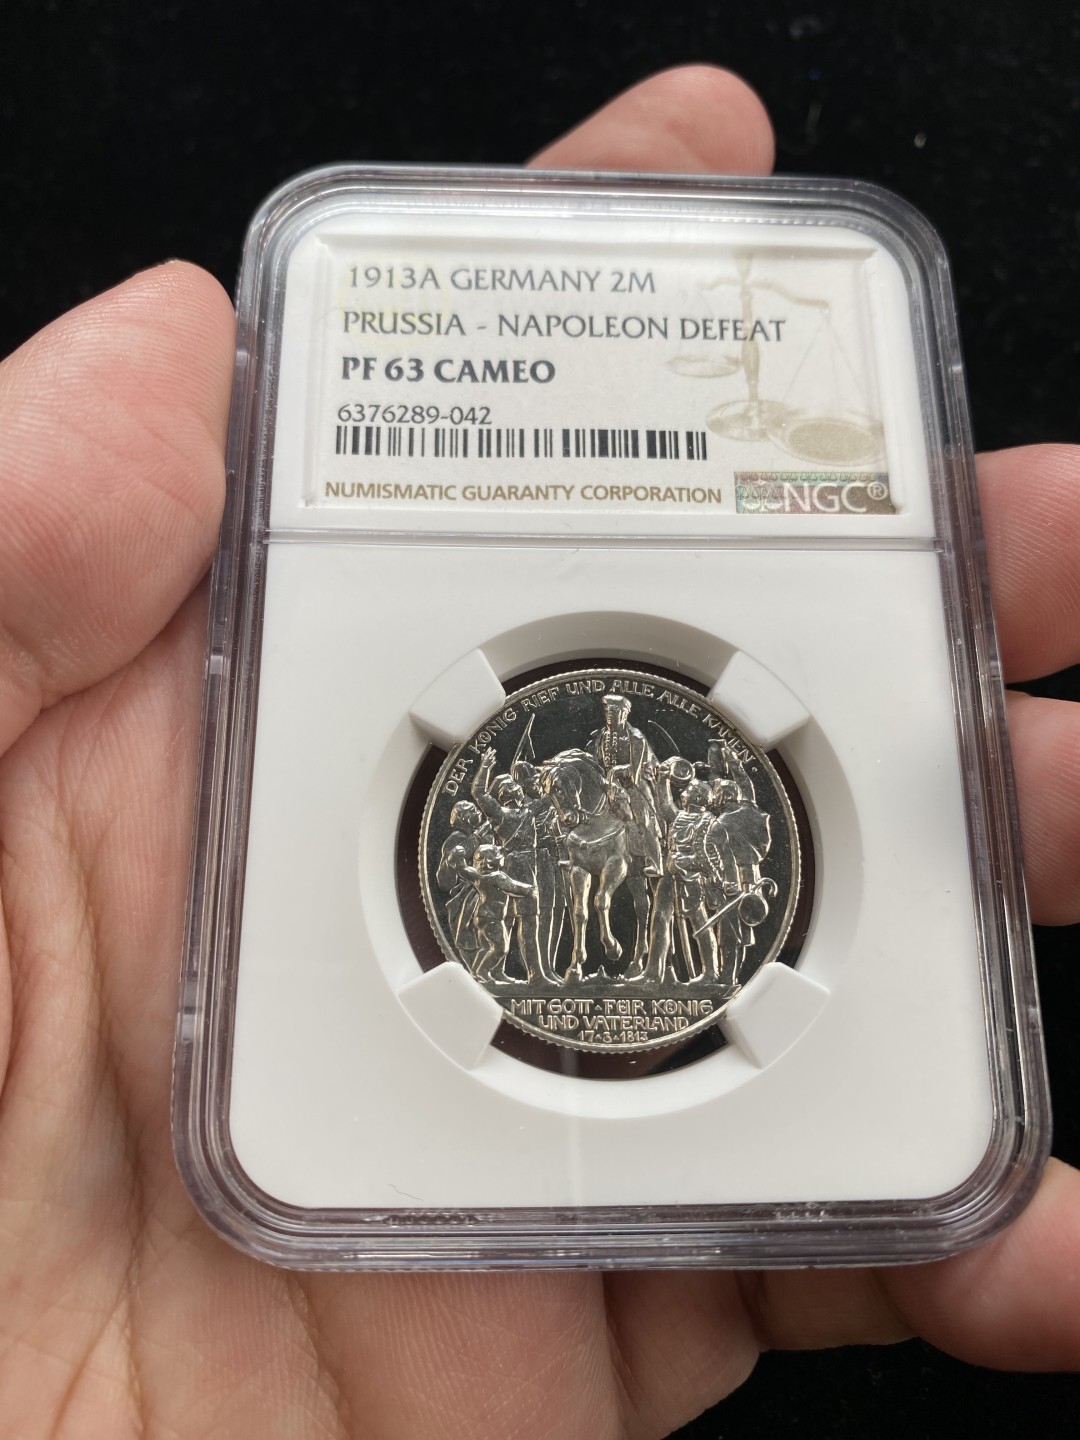 1913A GERMANY 2M
PRUSSIA - NAPOLEON DEFEAT
PF 63 CAMEO
6376289-042
NUMISMATIC GUARANTY CORPORATION
NGC®
DER KÖNIG RIEF UND ALLE ALLE KAMEN·
MIT GOTT·FÜR KÖNIG
UND VATERLAND
17·3·1813